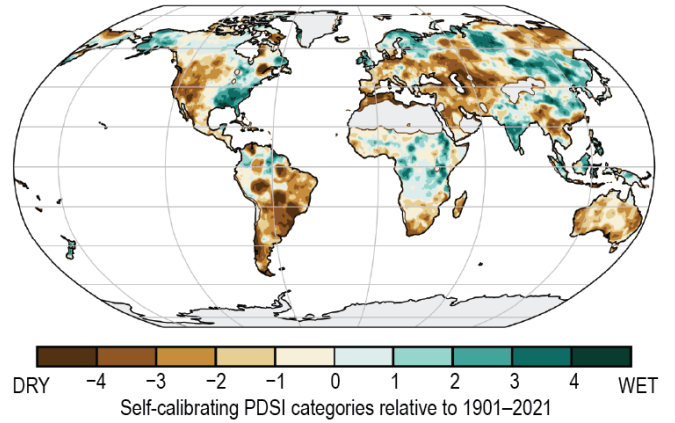 DRY −4 −3 −2 −1 0 1 2 3 4 WET
Self-calibrating PDSI categories relative to 1901–2021